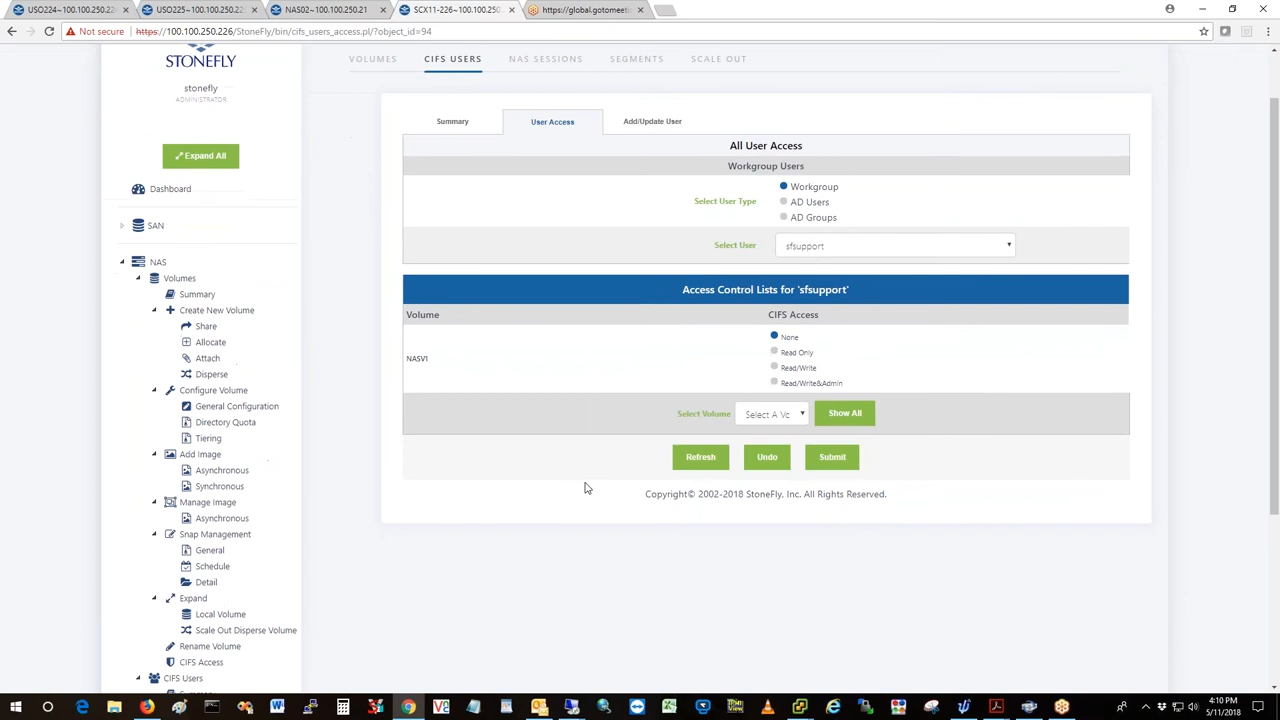 USO224~100.100.250.224
USO225~100.100.250.225
NAS02~100.100.250.21
SCX11-226~100.100.250.
https://global.gotomeeti
Not secure
https://100.100.250.226/StoneFly/bin/cifs_users_access.pl/?object_id=94
STONEFLY
stonefly
ADMINISTRATOR
Expand All
Dashboard
SAN
NAS
Volumes
Summary
Create New Volume
Share
Allocate
Attach
Disperse
Configure Volume
General Configuration
Directory Quota
Tiering
Add Image
Asynchronous
Synchronous
Manage Image
Asynchronous
Snap Management
General
Schedule
Detail
Expand
Local Volume
Scale Out Disperse Volume
Rename Volume
CIFS Access
CIFS Users
VOLUMES CIFS USERS NAS SESSIONS SEGMENTS SCALE OUT
Summary User Access Add/Update User
All User Access
Workgroup Users
Select User Type
Workgroup
AD Users
AD Groups
Select User sfsupport
Access Control Lists for 'sfsupport'
Volume CIFS Access
NASV1
None
Read Only
Read/Write
Read/Write&Admin
Select Volume Select A Vc Show All
Refresh Undo Submit
Copyright© 2002-2018 StoneFly, Inc. All Rights Reserved.
4:10 PM
5/11/2018